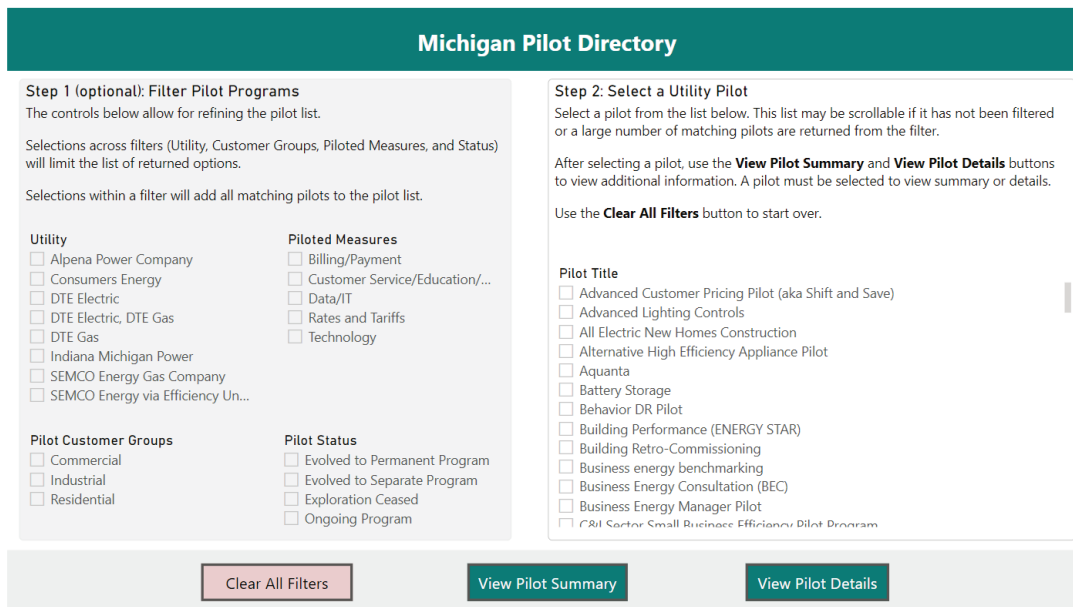 Michigan Pilot Directory
Step 1 (optional): Filter Pilot Programs
The controls below allow for refining the pilot list.
Selections across filters (Utility, Customer Groups, Piloted Measures, and Status)
will limit the list of returned options.
Selections within a filter will add all matching pilots to the pilot list.
Utility
Alpena Power Company
Consumers Energy
DTE Electric
DTE Electric, DTE Gas
DTE Gas
Indiana Michigan Power
SEMCO Energy Gas Company
SEMCO Energy via Efficiency Un...
Piloted Measures
Billing/Payment
Customer Service/Education/...
Data/IT
Rates and Tariffs
Technology
Pilot Customer Groups
Commercial
Industrial
Residential
Pilot Status
Evolved to Permanent Program
Evolved to Separate Program
Exploration Ceased
Ongoing Program
Step 2: Select a Utility Pilot
Select a pilot from the list below. This list may be scrollable if it has not been filtered
or a large number of matching pilots are returned from the filter.
After selecting a pilot, use the View Pilot Summary and View Pilot Details buttons
to view additional information. A pilot must be selected to view summary or details.
Use the Clear All Filters button to start over.
Pilot Title
Advanced Customer Pricing Pilot (aka Shift and Save)
Advanced Lighting Controls
All Electric New Homes Construction
Alternative High Efficiency Appliance Pilot
Aquanta
Battery Storage
Behavior DR Pilot
Building Performance (ENERGY STAR)
Building Retro-Commissioning
Business energy benchmarking
Business Energy Consultation (BEC)
Business Energy Manager Pilot
C&I Sector Small Business Efficiency Pilot Program
Clear All Filters
View Pilot Summary
View Pilot Details